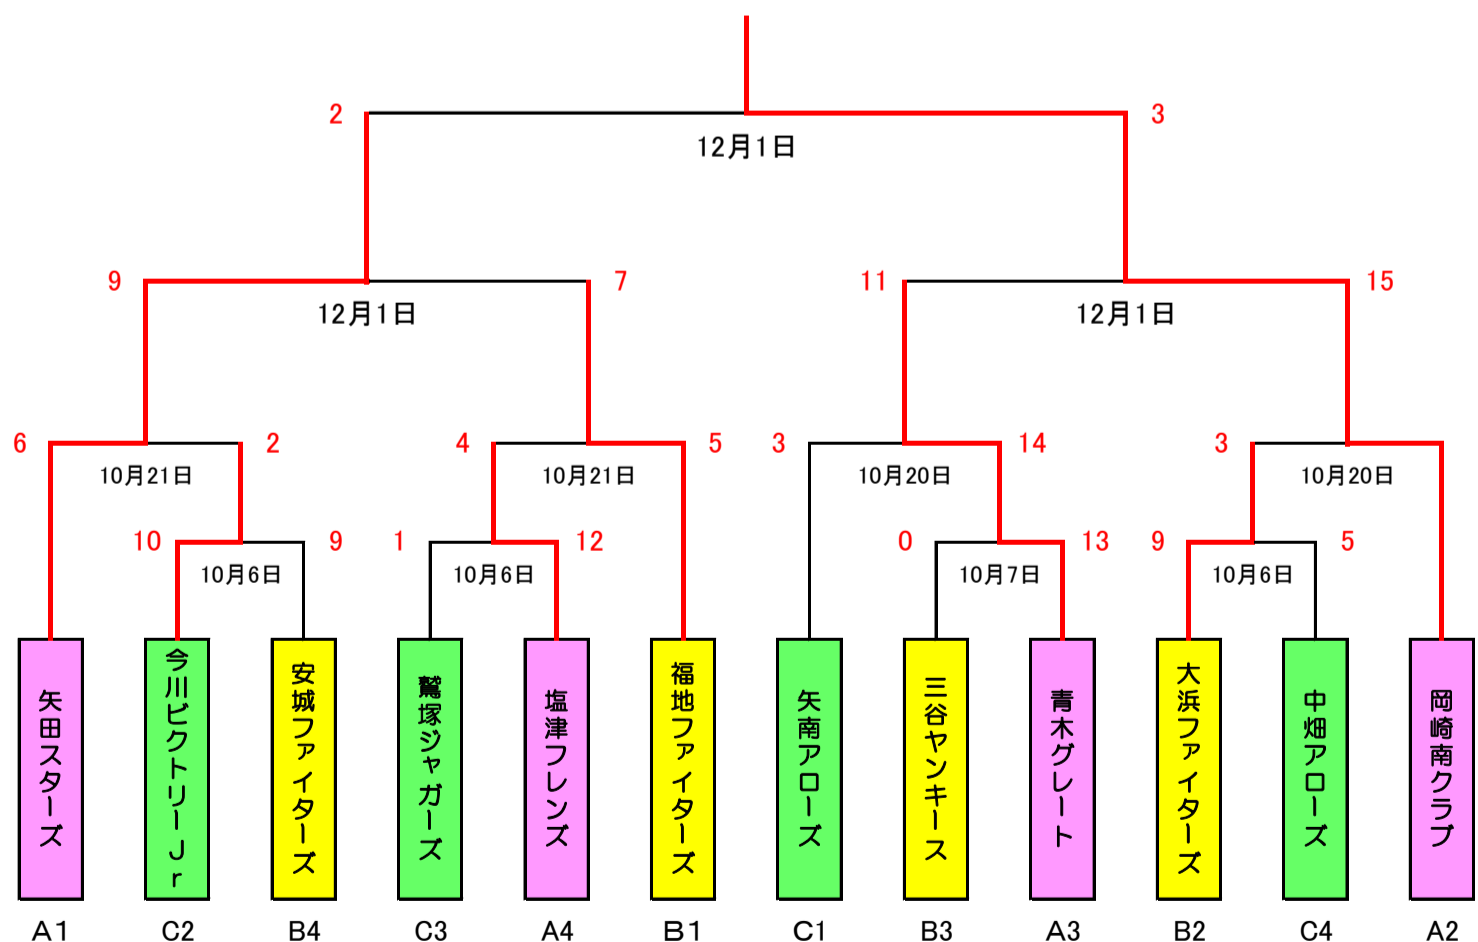 2
3
12月1日
9
7
11
15
12月1日
12月1日
6
2
4
5
3
14
3
10月21日
10月21日
10月20日
10月20日
10
9
1
12
0
13
9
5
10月6日
10月6日
10月7日
10月6日
矢田スターズ
今川ビクトリーJr
安城ファイターズ
鷲塚ジャガーズ
塩津フレンズ
福地ファイターズ
矢南アローズ
三谷ヤンキース
青木グレート
大浜ファイターズ
中畑アローズ
岡崎南クラブ
A1
C2
B4
C3
A4
B1
C1
B3
A3
B2
C4
A2